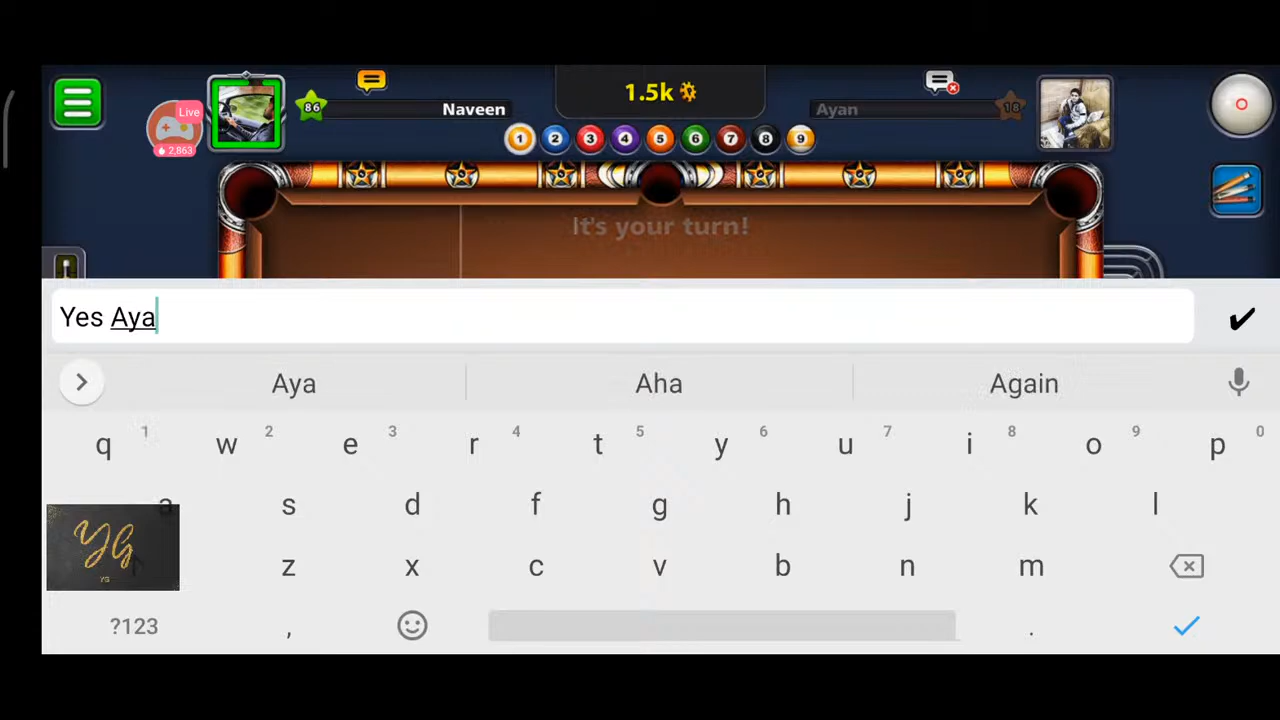 1.5k
86 Naveen
Ayan 18
Live
2,863
1 2 3 4 5 6 7 8 9
It's your turn!
Yes Aya
Aya Aha Again
q 1 w 2 e 3 r 4 t 5 y 6 u 7 i 8 o 9 p 0
a s d f g h j k l
YG
YG
z x c v b n m
?123 , .